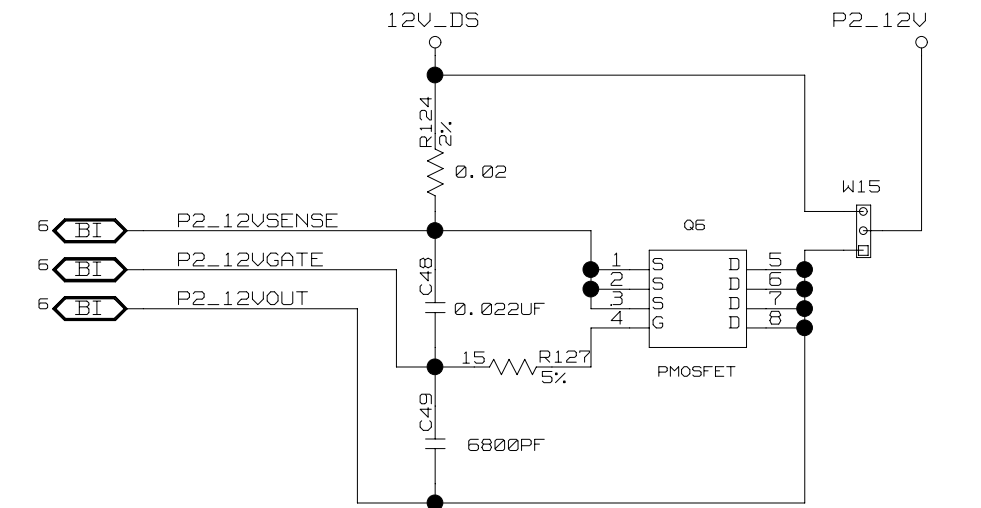 12V_DS
P2_12V
R124
2%
0.02
W15
6 BI P2_12VSENSE
Q6
6 BI P2_12VGATE
C48
1 S D 5
2 S D 6
6 BI P2_12VOUT
0.022UF
3 S D 7
4 G D 8
15 R127
5%
PMOSFET
C49
6800PF